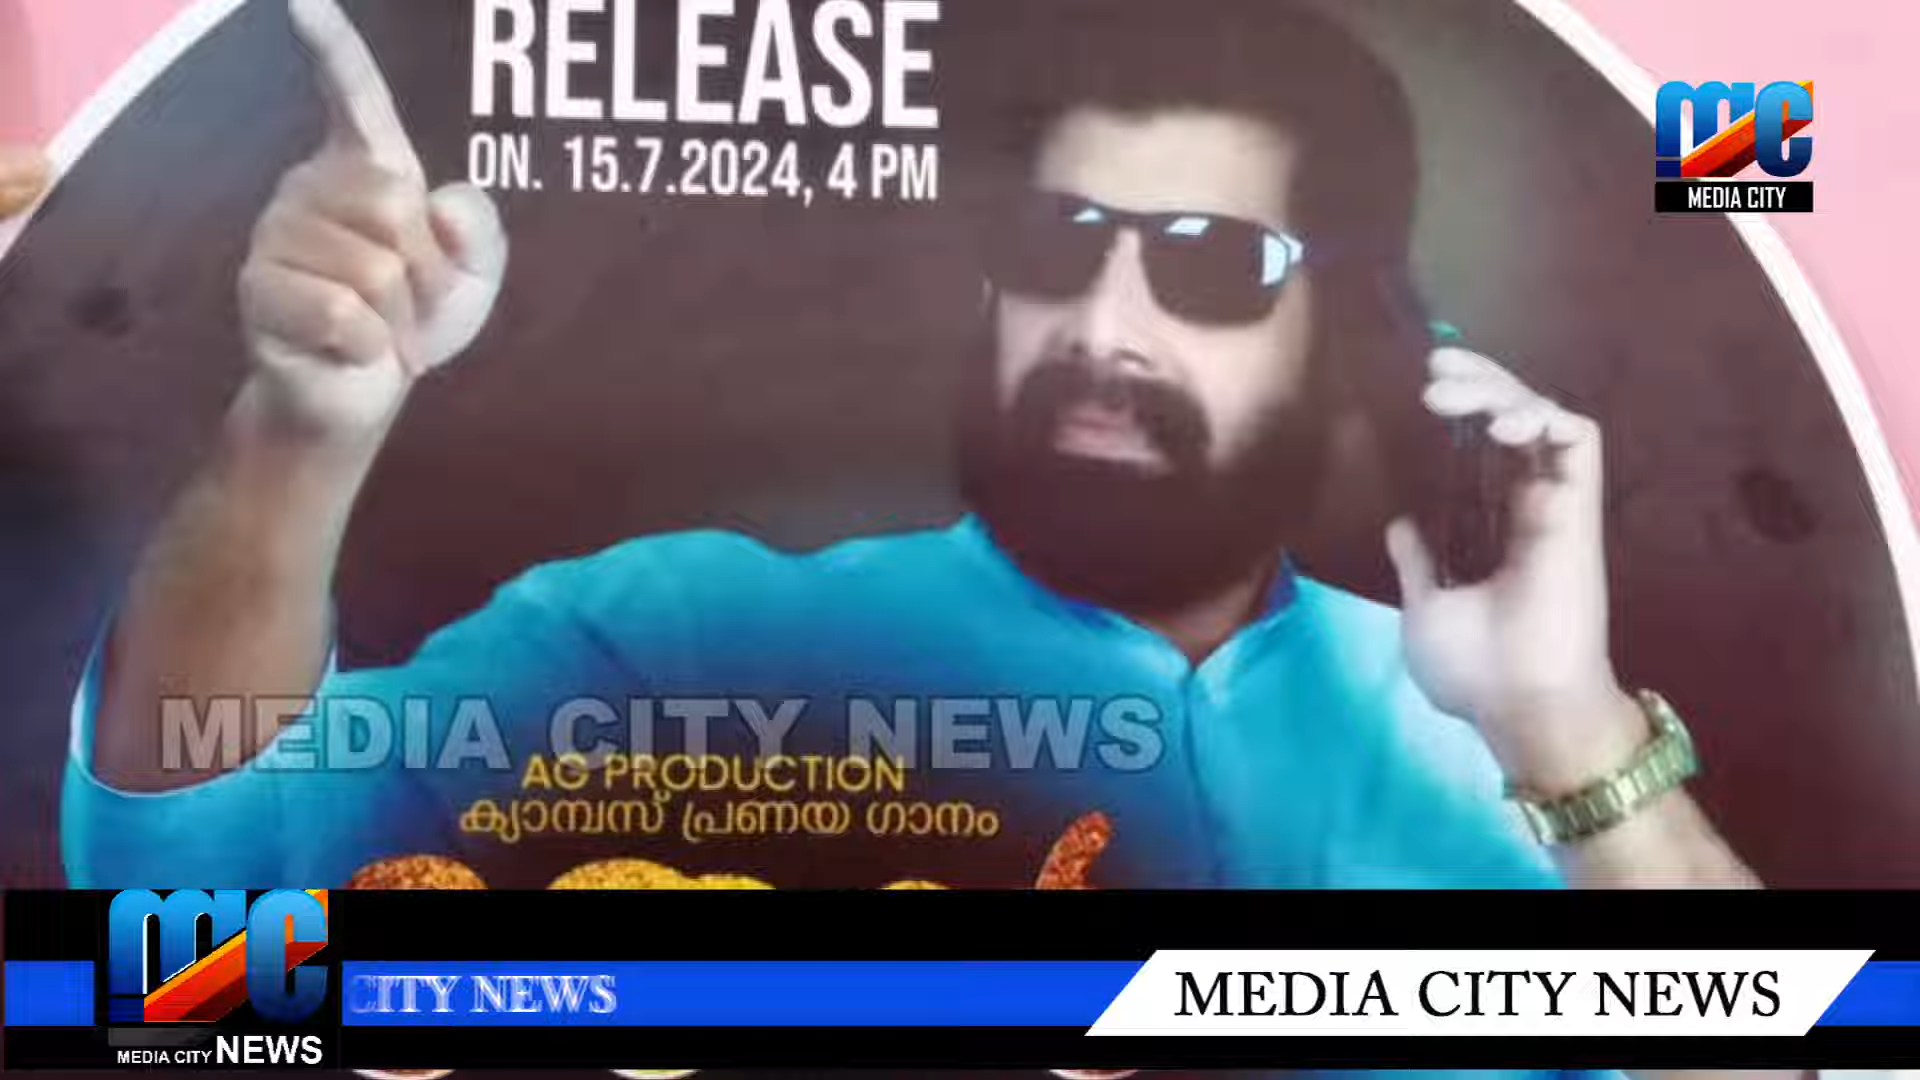 RELEASE
ON. 15.7.2024, 4 PM
MEDIA CITY
MEDIA CITY NEWS
AG PRODUCTION
ക്യാമ്പസ് പ്രണയ ഗാനം
CITY NEWS
MEDIA CITY NEWS
MEDIA CITY NEWS